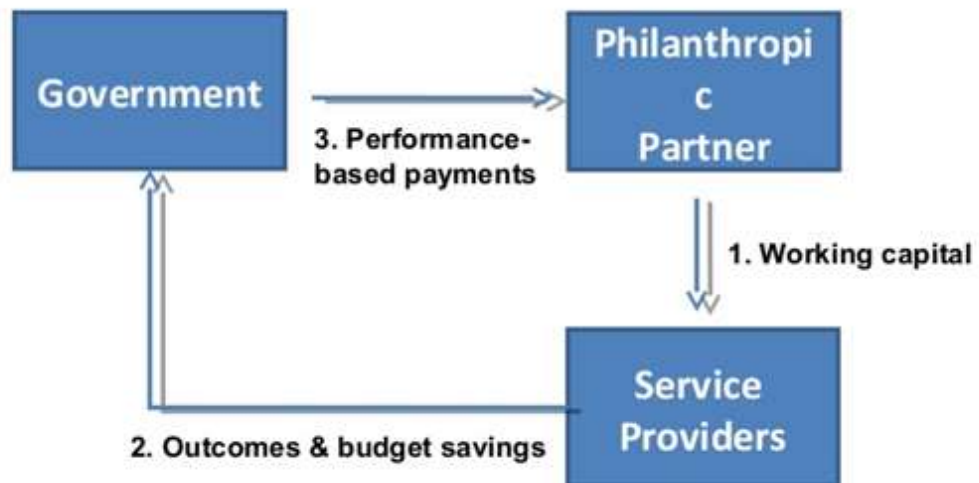 Government
Philanthropi
c
Partner
3. Performance-
based payments
1. Working capital
Service
Providers
2. Outcomes & budget savings